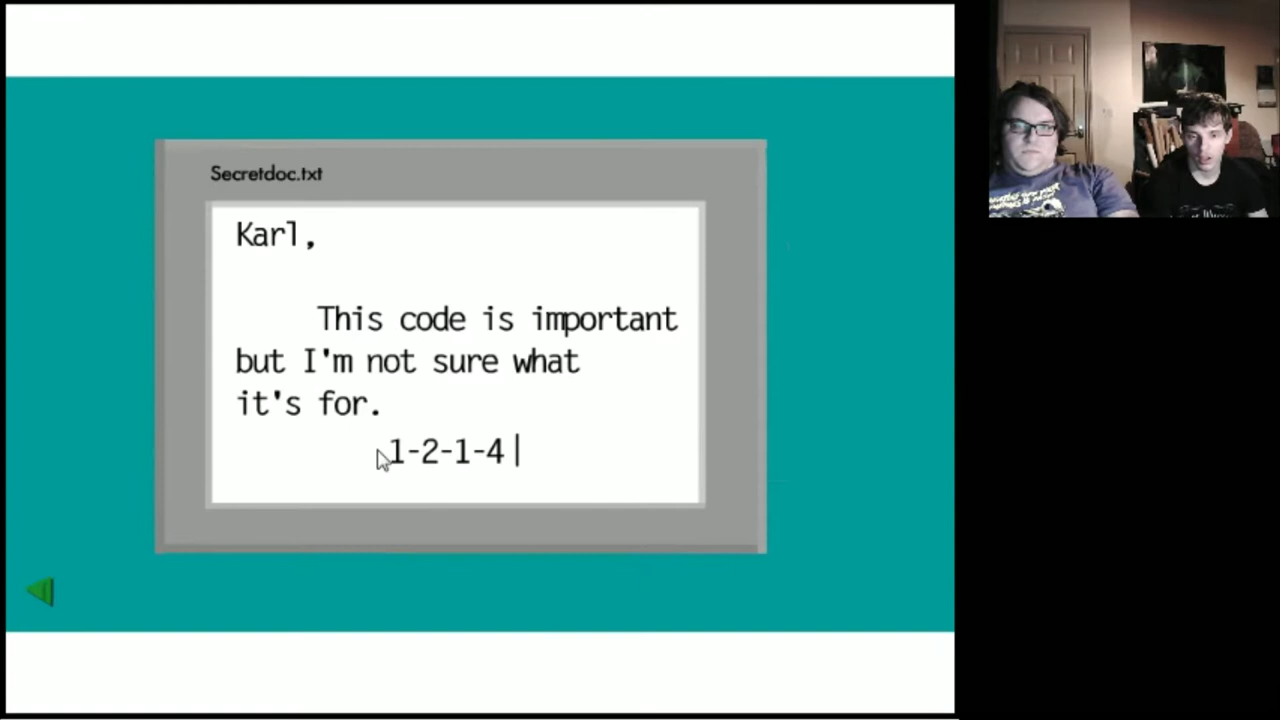 Secretdoc.txt
Karl,
This code is important
but I'm not sure what
it's for.
1-2-1-4